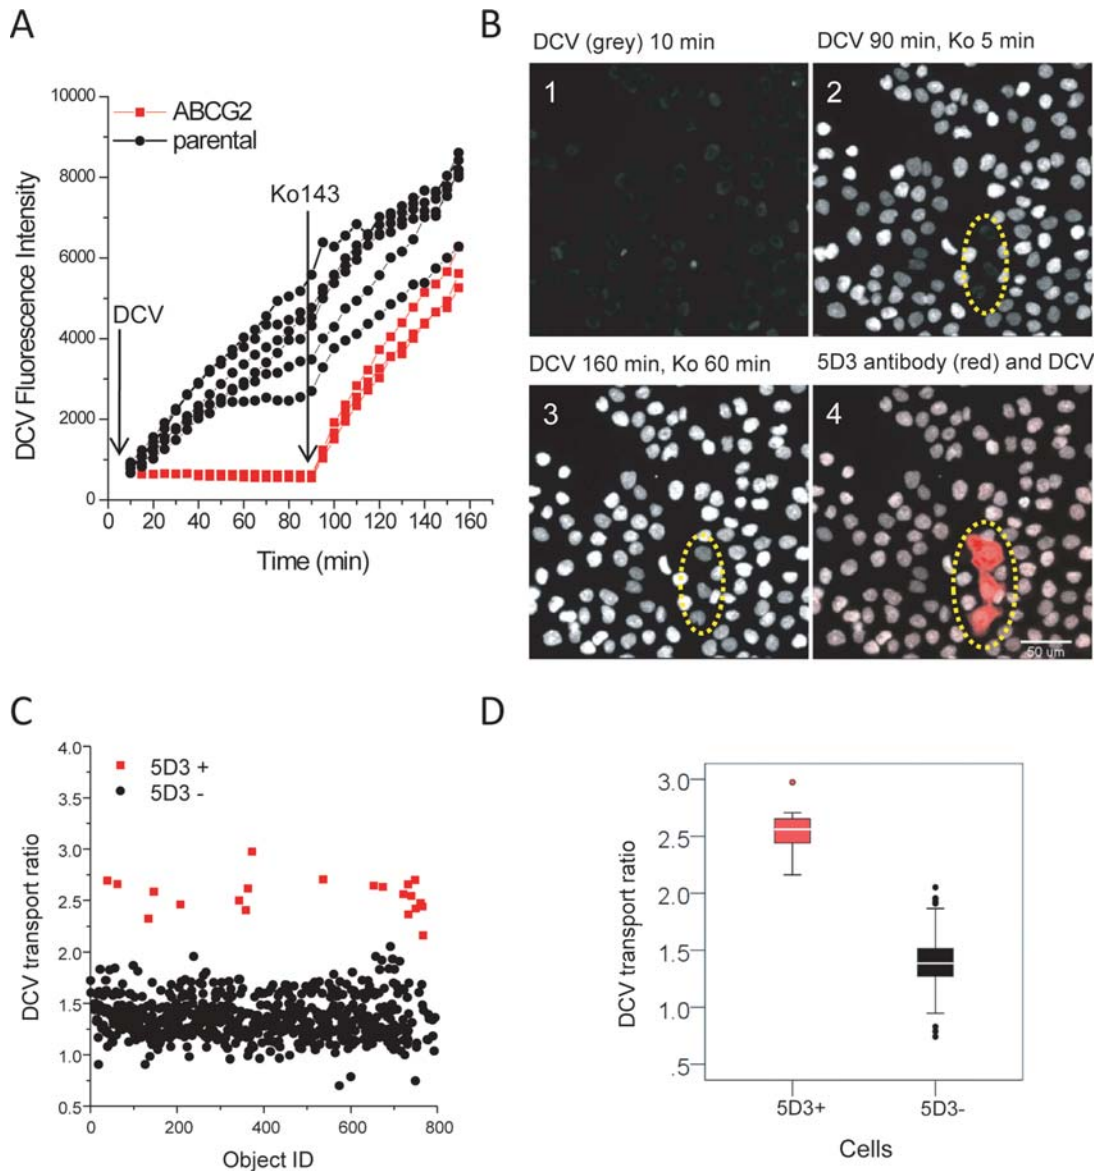 A
DCV Fluorescence Intensity
10000
8000
6000
4000
2000
0
ABCG2
parental
Ko143
DCV
0 20 40 60 80 100 120 140 160
Time (min)
B
DCV (grey) 10 min
DCV 90 min, Ko 5 min
1
2
DCV 160 min, Ko 60 min
5D3 antibody (red) and DCV
3
4
50 um
C
DCV transport ratio
4.0
3.5
3.0
2.5
2.0
1.5
1.0
0.5
5D3 +
5D3 -
0 200 400 600 800
Object ID
D
DCV transport ratio
3.0
2.5
2.0
1.5
1.0
.5
5D3+ 5D3-
Cells